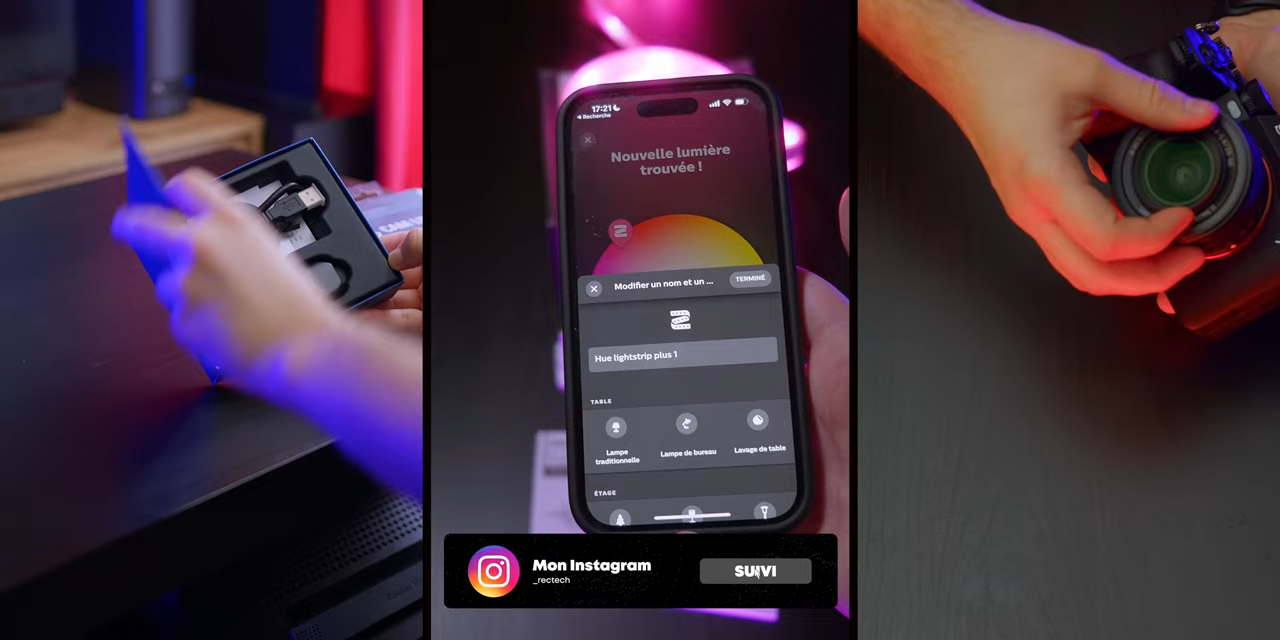 17:21
Recherche
Nouvelle lumière
trouvée !
Modifier un nom et un ...
TERMINÉ
Hue lightstrip plus 1
TABLE
Lampe
traditionnelle
Lampe de bureau
Lavage de table
ÉTAGE
Mon Instagram
_rectech
SUIVI